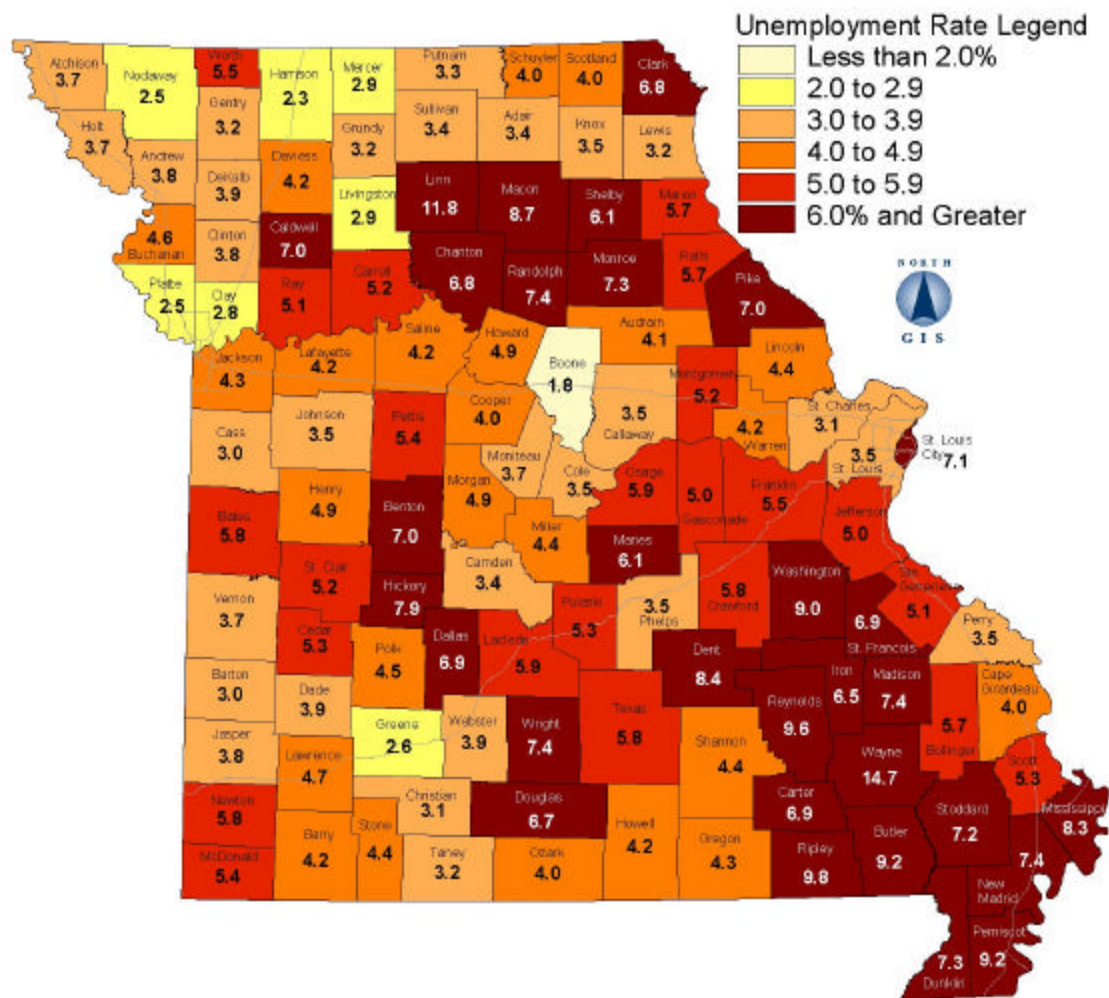 Unemployment Rate Legend
Less than 2.0%
2.0 to 2.9
3.0 to 3.9
4.0 to 4.9
5.0 to 5.9
6.0% and Greater
NORTH
GIS
Atchison
3.7
Nodaway
2.5
Worth
5.5
Harrison
2.3
Mercer
2.9
Putnam
3.3
Schuyler
4.0
Scotland
4.0
Clark
6.8
Holt
3.7
Andrew
3.8
Gentry
3.2
DeKalb
3.9
Daviess
4.2
Grundy
3.2
Sullivan
3.4
Adair
3.4
Knox
3.5
Lewis
3.2
4.6
Buchanan
Clinton
3.8
Caldwell
7.0
Livingston
2.9
Linn
11.8
Macon
8.7
Shelby
6.1
Marion
5.7
Platte
2.5
Clay
2.8
Ray
5.1
Carroll
5.2
Chariton
6.8
Randolph
7.4
Monroe
7.3
Ralls
5.7
Pike
7.0
Jackson
4.3
Lafayette
4.2
Saline
4.2
Howard
4.9
Boone
1.8
Audrain
4.1
3.5
Callaway
Montgomery
5.2
Lincoln
4.4
4.2
Warren
St. Charles
3.1
3.5
St. Louis
St. Louis
City
7.1
Cass
3.0
Johnson
3.5
Pettis
5.4
Cooper
4.0
Moniteau
3.7
Cole
3.5
Osage
5.9
5.0
Gasconade
Franklin
5.5
Jefferson
5.0
Bates
5.8
Henry
4.9
Benton
7.0
Morgan
4.9
Miller
4.4
Maries
6.1
Camden
3.4
St. Clair
5.2
Hickory
7.9
Vernon
3.7
Cedar
5.3
Polk
4.5
Dallas
6.9
Laclede
5.9
Pulaski
5.3
3.5
Phelps
5.8
Crawford
Washington
9.0
6.9
St. Francois
Ste.
Genevieve
5.1
Perry
3.5
Barton
3.0
Dade
3.9
Greene
2.6
Webster
3.9
Wright
7.4
Texas
5.8
Dent
8.4
Reynolds
9.6
Iron
6.5
Madison
7.4
5.7
Bollinger
Cape
Girardeau
4.0
Jasper
3.8
Lawrence
4.7
Christian
3.1
Douglas
6.7
Shannon
4.4
Wayne
14.7
Scott
5.3
Newton
5.8
McDonald
5.4
Barry
4.2
Stone
4.4
Taney
3.2
Ozark
4.0
Howell
4.2
Oregon
4.3
Carter
6.9
Ripley
9.8
Butler
9.2
Stoddard
7.2
Mississippi
8.3
7.4
New
Madrid
Pemiscot
9.2
7.3
Dunklin